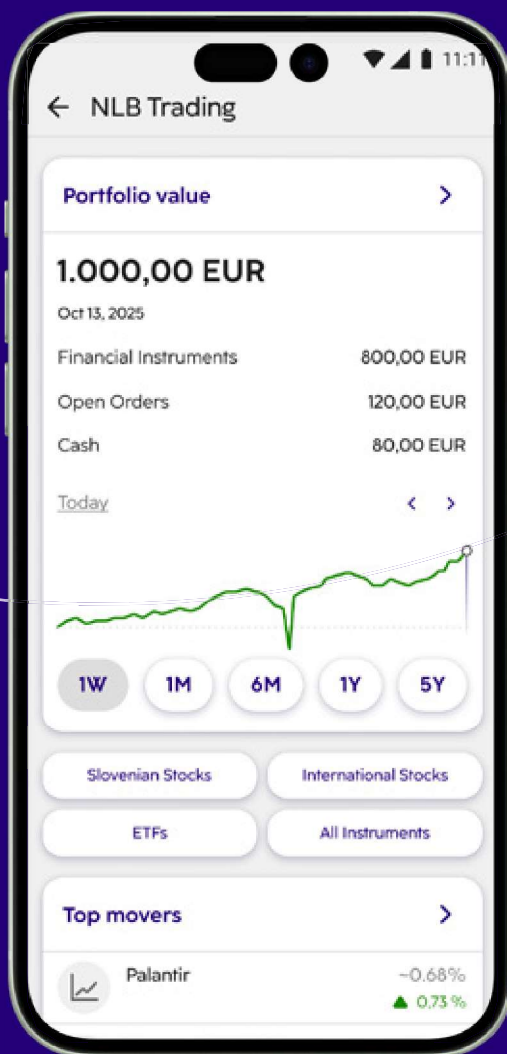 11:11
← NLB Trading
Portfolio value
1.000,00 EUR
Oct 13, 2025
Financial Instruments 800,00 EUR
Open Orders 120,00 EUR
Cash 80,00 EUR
Today
1W 1M 6M 1Y 5Y
Slovenian Stocks International Stocks
ETFs All Instruments
Top movers
Palantir ~0.68%
▲ 0,73 %